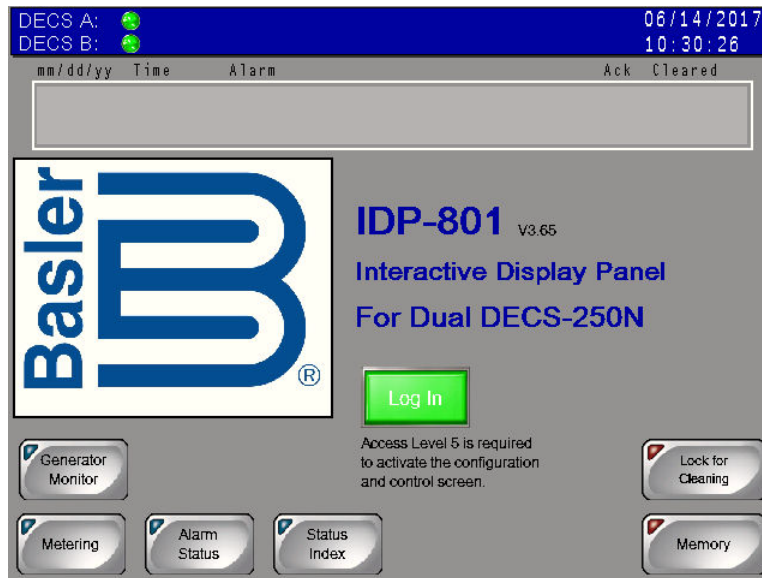 DECS A:
06/14/2017
DECS B:
10:30:26
mm/dd/yy Time Alarm Ack Cleared
Basler
®
IDP-801 V3.65
Interactive Display Panel
For Dual DECS-250N
Log In
Access Level 5 is required
to activate the configuration
and control screen.
Generator
Monitor
Lock for
Cleaning
Metering
Alarm
Status
Status
Index
Memory